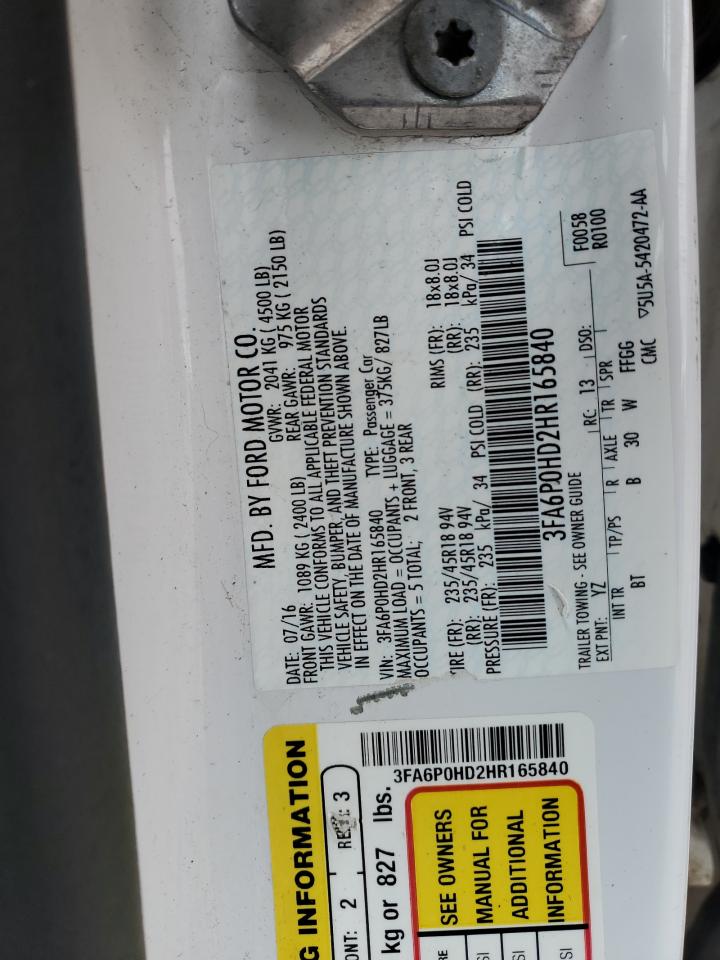 MFD. BY FORD MOTOR CO.
DATE: 07/16 GVWR: 2041 KG ( 4500 LB)
FRONT GAWR: 1089 KG ( 2400 LB) REAR GAWR: 975 KG ( 2150 LB)
THIS VEHICLE CONFORMS TO ALL APPLICABLE FEDERAL MOTOR
VEHICLE SAFETY, BUMPER, AND THEFT PREVENTION STANDARDS
IN EFFECT ON THE DATE OF MANUFACTURE SHOWN ABOVE.
VIN: 3FA6P0HD2HR165840 TYPE: Passenger Car
MAXIMUM LOAD = OCCUPANTS + LUGGAGE = 375KG/ 827LB
OCCUPANTS = 5 TOTAL; 2 FRONT, 3 REAR
IRE (FR): 235/45R18 94V RIMS (FR): 18x8.0J
(RR): 235/45R18 94V (RR): 18x8.0J
PRESSURE (FR): 235 kPa/ 34 PSI COLD (RR): 235 kPa/ 34 PSI COLD
3FA6P0HD2HR165840
TRAILER TOWING - SEE OWNER GUIDE
EXT PNT: YZ RC: 13 DSO: F0058
R0100
INT TR TP/PS R AXLE TR SPR
BT B 30 W FFGG
CMC
▽5U5A-5420472-AA
G INFORMATION
ONT: 2 REAR: 3
kg or 827 lbs.
3FA6P0HD2HR165840
SEE OWNERS
MANUAL FOR
ADDITIONAL
INFORMATION
RE
SI
SI
SI